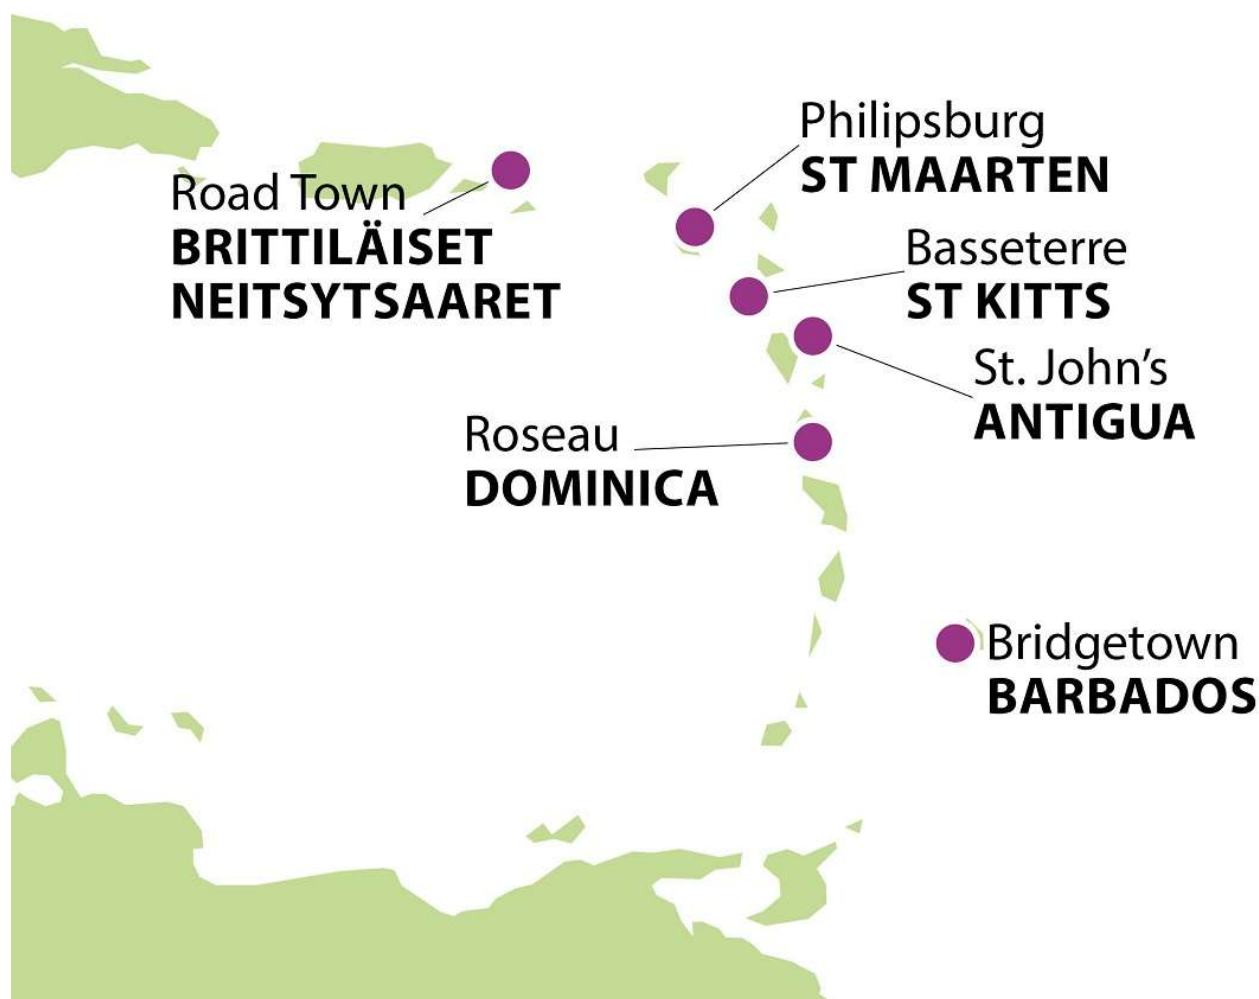 Philipsburg
ST MAARTEN
Road Town
BRITTILÄISET
NEITSYTSAARET
Basseterre
ST KITTS
St. John’s
ANTIGUA
Roseau
DOMINICA
Bridgetown
BARBADOS